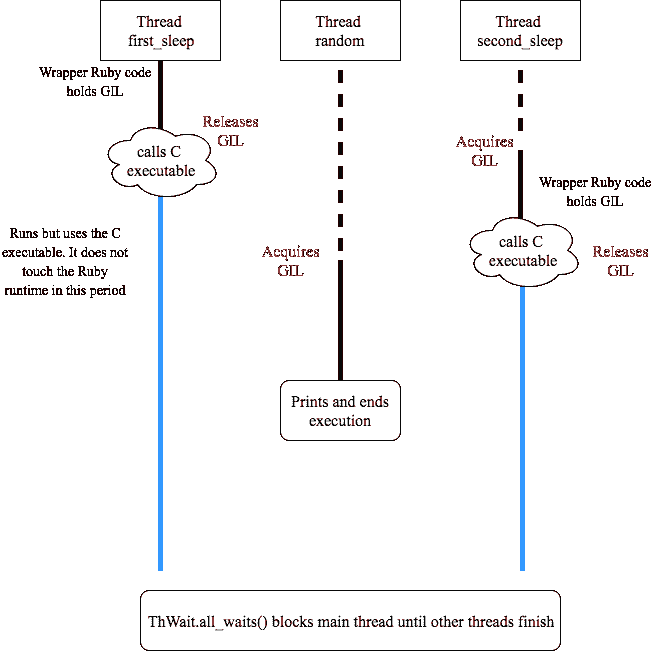 Thread
first_sleep
Thread
random
Thread
second_sleep
Wrapper Ruby code
holds GIL
Releases
GIL
calls C
executable
Acquires
GIL
Wrapper Ruby code
holds GIL
Runs but uses the C
executable. It does not
touch the Ruby
runtime in this period
Acquires
GIL
calls C
executable
Releases
GIL
Prints and ends
execution
ThWait.all_waits() blocks main thread until other threads finish